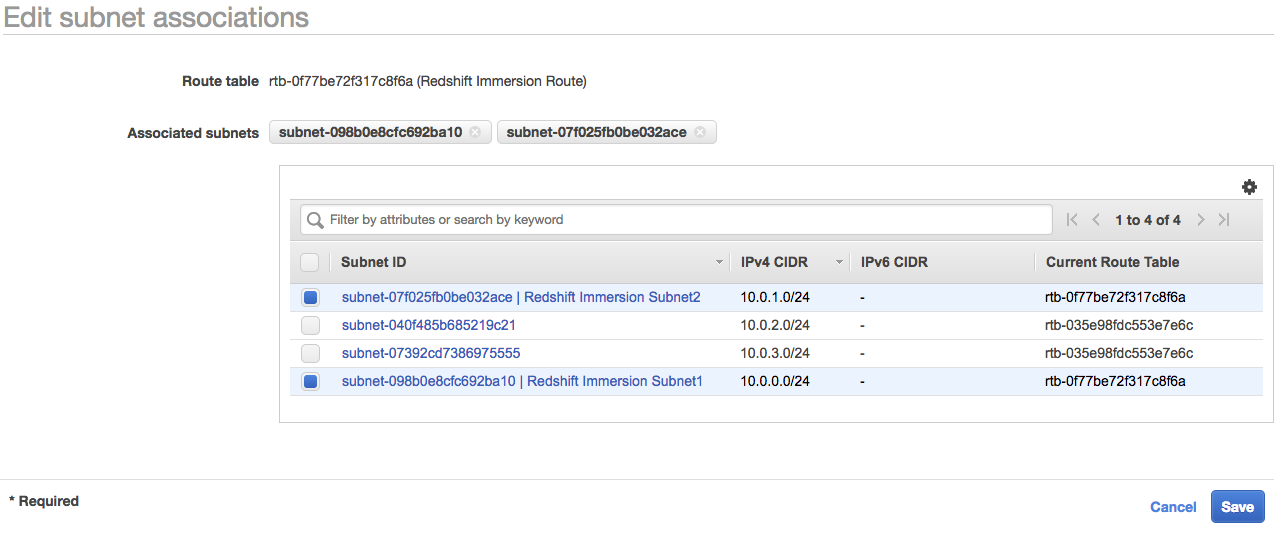 Edit subnet associations
Route table rtb-0f77be72f317c8f6a (Redshift Immersion Route)
Associated subnets subnet-098b0e8cfc692ba10 subnet-07f025fb0be032ace
Filter by attributes or search by keyword 1 to 4 of 4
Subnet ID IPv4 CIDR IPv6 CIDR Current Route Table
subnet-07f025fb0be032ace | Redshift Immersion Subnet2 10.0.1.0/24 - rtb-0f77be72f317c8f6a
subnet-040f485b685219c21 10.0.2.0/24 - rtb-035e98fdc553e7e6c
subnet-07392cd7386975555 10.0.3.0/24 - rtb-035e98fdc553e7e6c
subnet-098b0e8cfc692ba10 | Redshift Immersion Subnet1 10.0.0.0/24 - rtb-0f77be72f317c8f6a
* Required Cancel Save